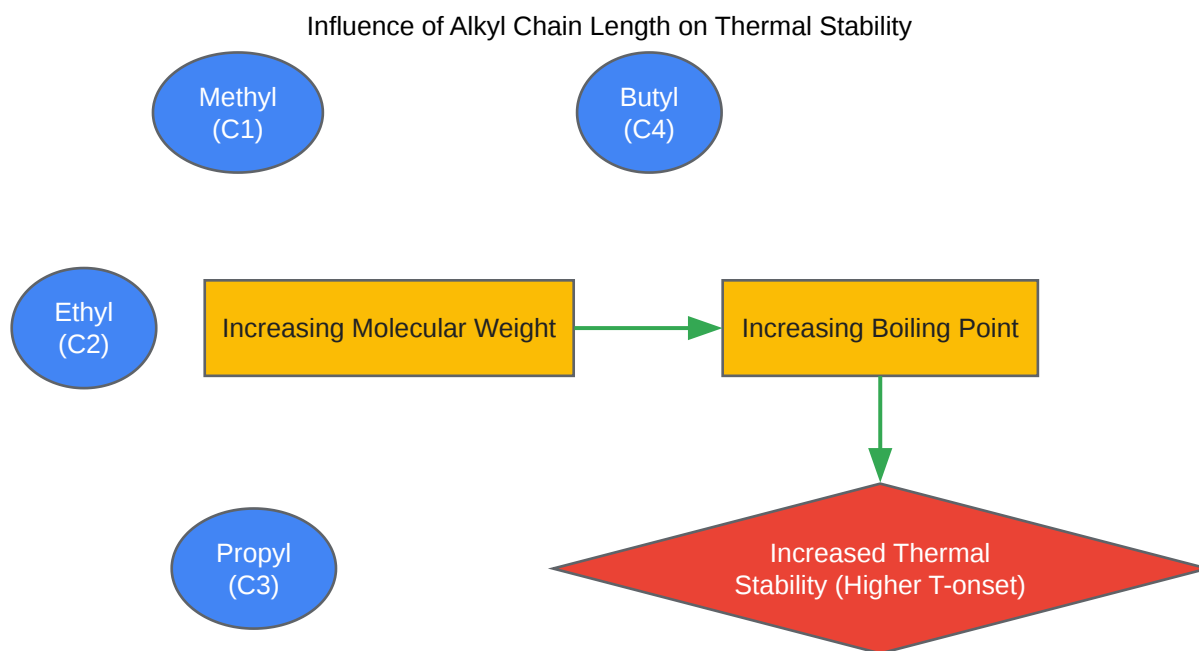 Influence of Alkyl Chain Length on Thermal Stability
Methyl
(C1)
Butyl
(C4)
Ethyl
(C2)
Increasing Molecular Weight
Increasing Boiling Point
Propyl
(C3)
Increased Thermal
Stability (Higher T-onset)